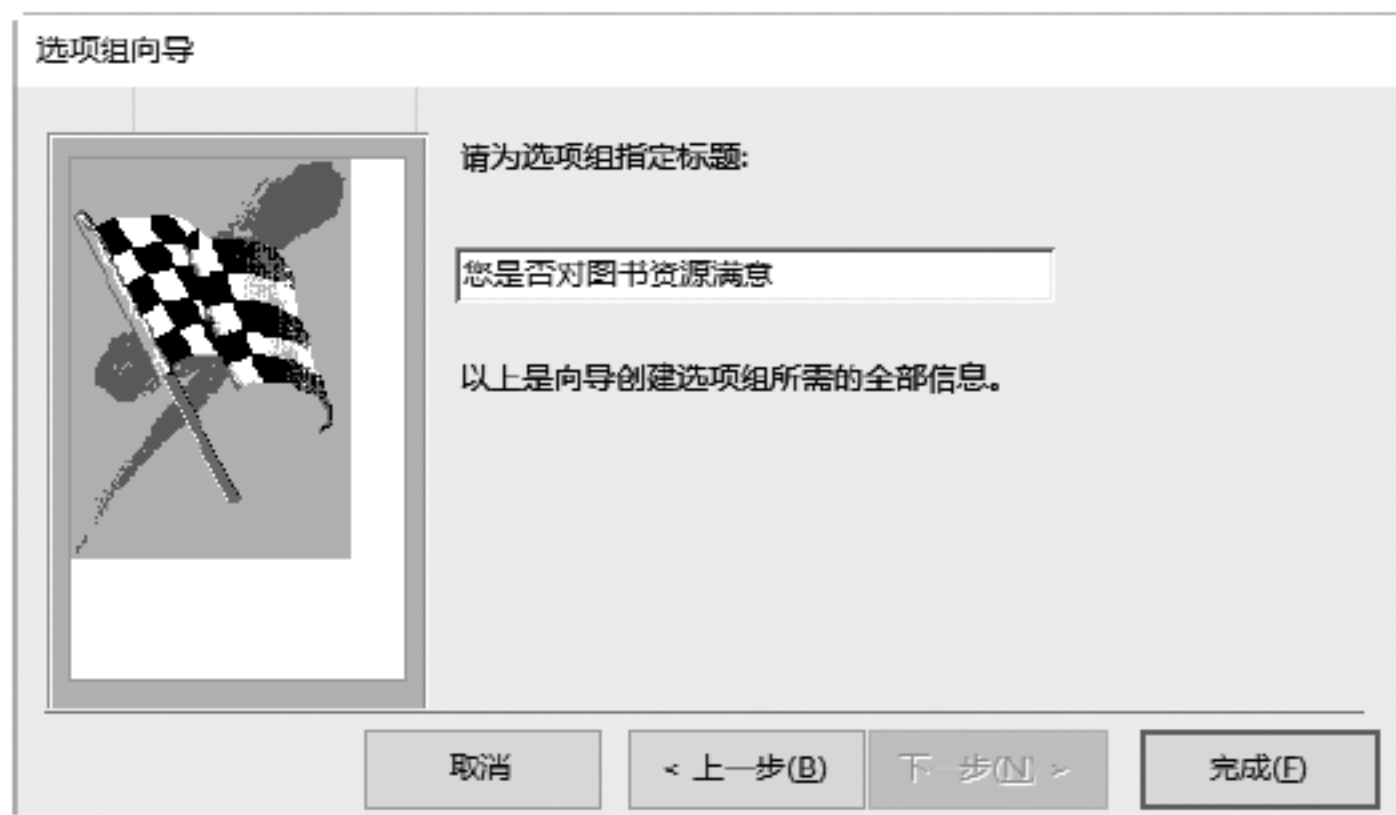 选项组向导
请为选项组指定标题:
您是否对图书资源满意
以上是向导创建选项组所需的全部信息。
取消
< 上一步(B)
下一步(N) >
完成(F)